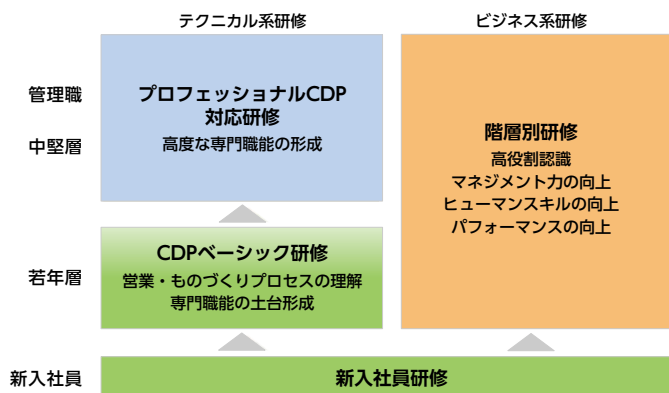 テクニカル系研修
ビジネス系研修
管理職
中堅層
若年層
新入社員
プロフェッショナルCDP
対応研修
高度な専門職能の形成
CDPベーシック研修
営業・ものづくりプロセスの理解
専門職能の土台形成
階層別研修
高役割認識
マネジメント力の向上
ヒューマンスキルの向上
パフォーマンスの向上
新入社員研修